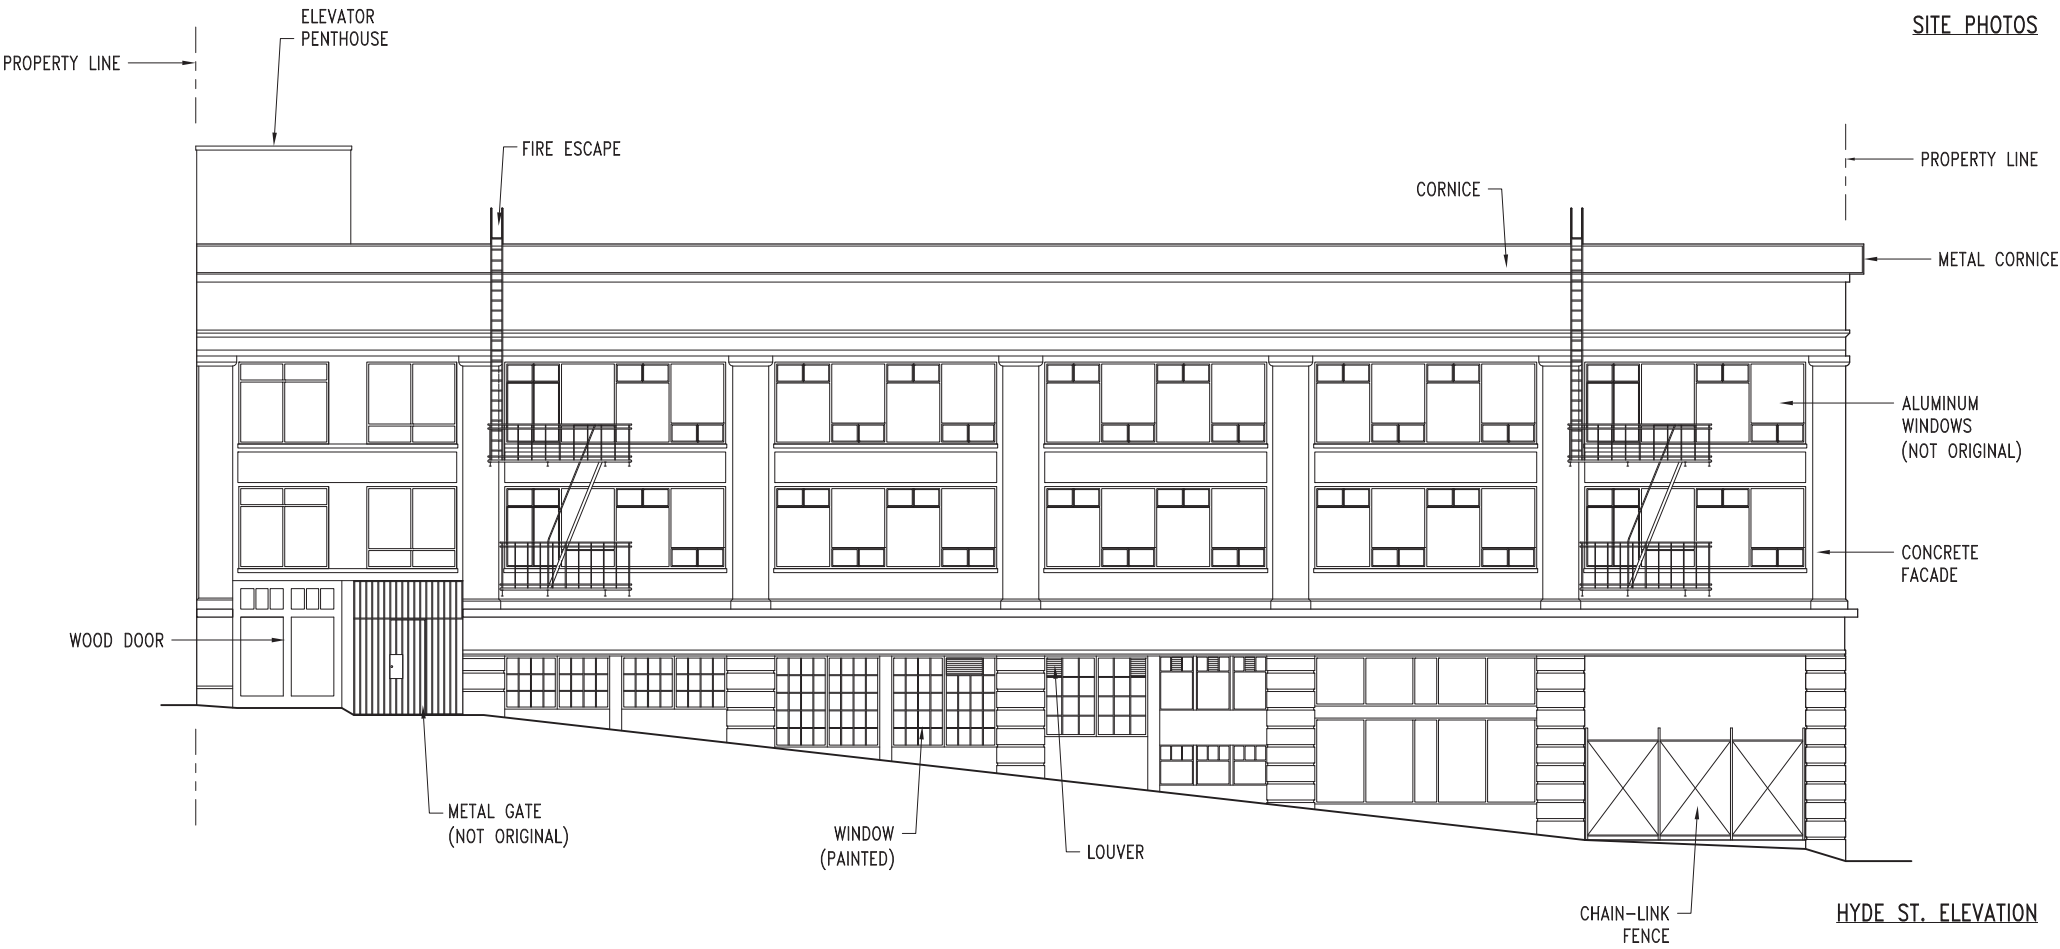 SITE PHOTOS
ELEVATOR
PENTHOUSE
PROPERTY LINE
FIRE ESCAPE
PROPERTY LINE
CORNICE
METAL CORNICE
ALUMINUM
WINDOWS
(NOT ORIGINAL)
CONCRETE
FACADE
WOOD DOOR
METAL GATE
(NOT ORIGINAL)
WINDOW
(PAINTED)
LOUVER
CHAIN-LINK
FENCE
HYDE ST. ELEVATION